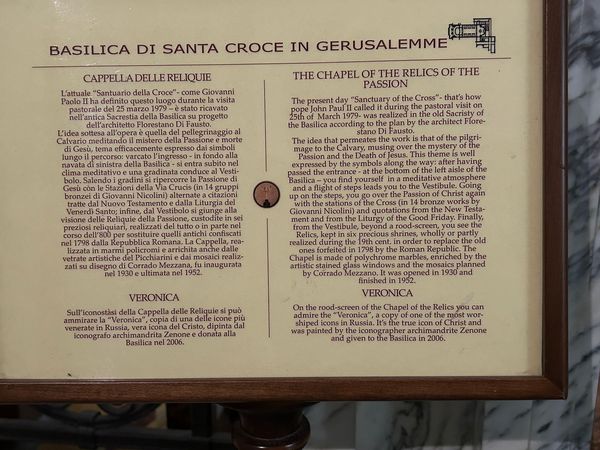 BASILICA DI SANTA CROCE IN GERUSALEMME
CAPPELLA DELLE RELIQUIE
L'attuale "Santuario della Croce"- come Giovanni
Paolo II ha definito questo luogo durante la visita
pastorale del 25 marzo 1979 – è stato ricavato
nell'antica Sacrestia della Basilica su progetto
dell'architetto Florestano Di Fausto.
L'idea sottesa all'opera è quella del pellegrinaggio al
Calvario meditando il mistero della Passione e morte
di Gesù, tema efficacemente espresso dai simboli
lungo il percorso: varcato l'ingresso - in fondo alla
navata di sinistra della Basilica - si entra subito nel
clima meditativo e una gradinata conduce al Vesti-
bolo. Salendo i gradini si ripercorre la Passione di
Gesù còn le Stazioni della Via Crucis (in 14 gruppi
bronzei di Giovanni Nicolini) alternate a citazioni
tratte dal Nuovo Testamento e dalla Liturgia del
Venerdì Santo; infine, dal Vestibolo si giunge alla
visione delle Reliquie della Passione, custodite in sei
preziosi reliquiari, realizzati del tutto o in parte nel
corso dell'800 per sostituire quelli antichi confiscati
nel 1798 dalla Repubblica Romana. La Cappella, rea-
lizzata in marmi policromi e arricchita anche dalle
vetrate artistiche del Picchiarini e dai mosaici realiz-
zati su disegno di Corrado Mezzana, fu inaugurata
nel 1930 e ultimata nel 1952.
VERONICA
Sull'iconostàsi della Cappella delle Reliquie si può
ammirare la "Veronica", copia di una delle icone più
venerate in Russia, vera icona del Cristo, dipinta dal
iconografo archimandrita Zenone e donata alla
Basilica nel 2006.
THE CHAPEL OF THE RELICS OF THE
PASSION
The present day "Sanctuary of the Cross"- that's how
pope John Paul II called it during the pastoral visit on
25th of March 1979- was realized in the old Sacristy of
the Basilica according to the plan by the architect Flore-
stano Di Fausto.
The idea that permeates the work is that of the pilgri-
mage to the Calvary, musing over the mystery of the
Passion and the Death of Jesus. This theme is well
expressed by the symbols along the way: after having
passed the entrance - at the bottom of the left aisle of the
Basilica – you find yourself in a meditative atmosphere
and a flight of steps leads you to the Vestibule. Going
up on the steps, you go over the Passion of Christ again
with the stations of the Cross (in 14 bronze works by
Giovanni Nicolini) and quotations from the New Testa-
ment and from the Liturgy of the Good Friday. Finally,
from the Vestibule, beyond a rood-screen, you see the
Relics, kept in six precious shrines, wholly or partly
realized during the 19th cent. in order to replace the old
ones forfeited in 1798 by the Roman Republic. The
Chapel is made of polychrome marbles, enriched by the
artistic stained glass windows and the mosaics planned
by Corrado Mezzano. It was opened in 1930 and
finished in 1952.
VERONICA
On the rood-screen of the Chapel of the Relics you can
admire the "Veronica", a copy of one of the most wor-
shiped icons in Russia. It's the true icon of Christ and
was painted by the iconographer archimandrite Zenone
and given to the Basilica in 2006.